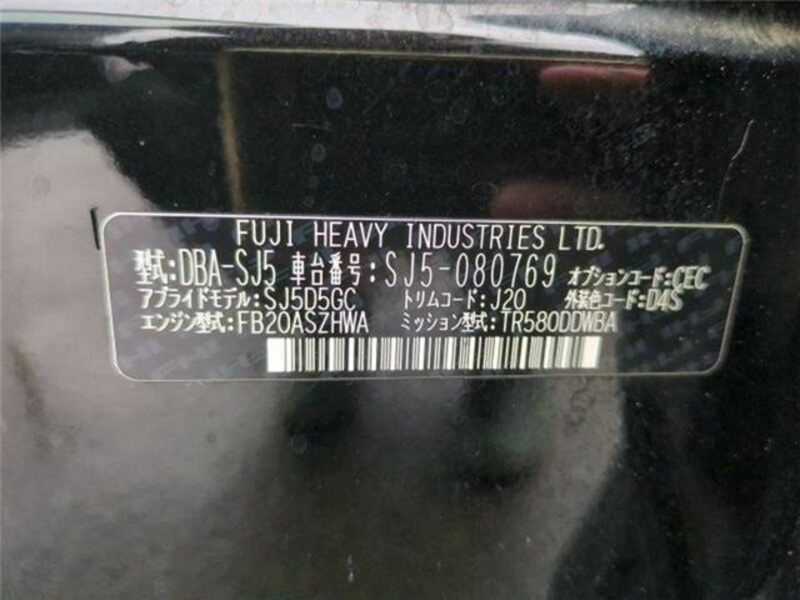 FUJI HEAVY INDUSTRIES LTD.
型式:DBA-SJ5 車台番号:SJ5-080769 オプションコード:CEC
アプライドモデル:SJ5D5GC トリムコード:J20 外装色コード:D4S
エンジン型式:FB20ASZHWA ミッション型式:TR580DDWBA